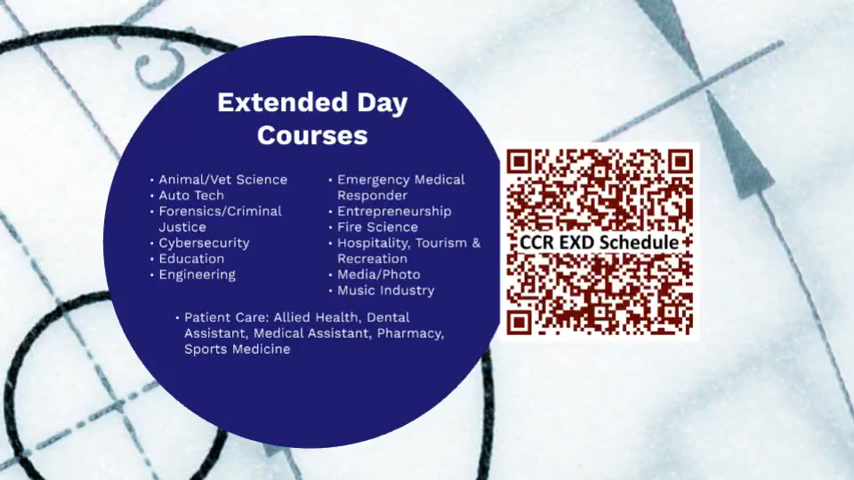 Extended Day
Courses
• Animal/Vet Science
• Auto Tech
• Forensics/Criminal
Justice
• Cybersecurity
• Education
• Engineering
• Emergency Medical
Responder
• Entrepreneurship
• Fire Science
• Hospitality, Tourism &
Recreation
• Media/Photo
• Music Industry
• Patient Care: Allied Health, Dental
Assistant, Medical Assistant, Pharmacy,
Sports Medicine
CCR EXD Schedule